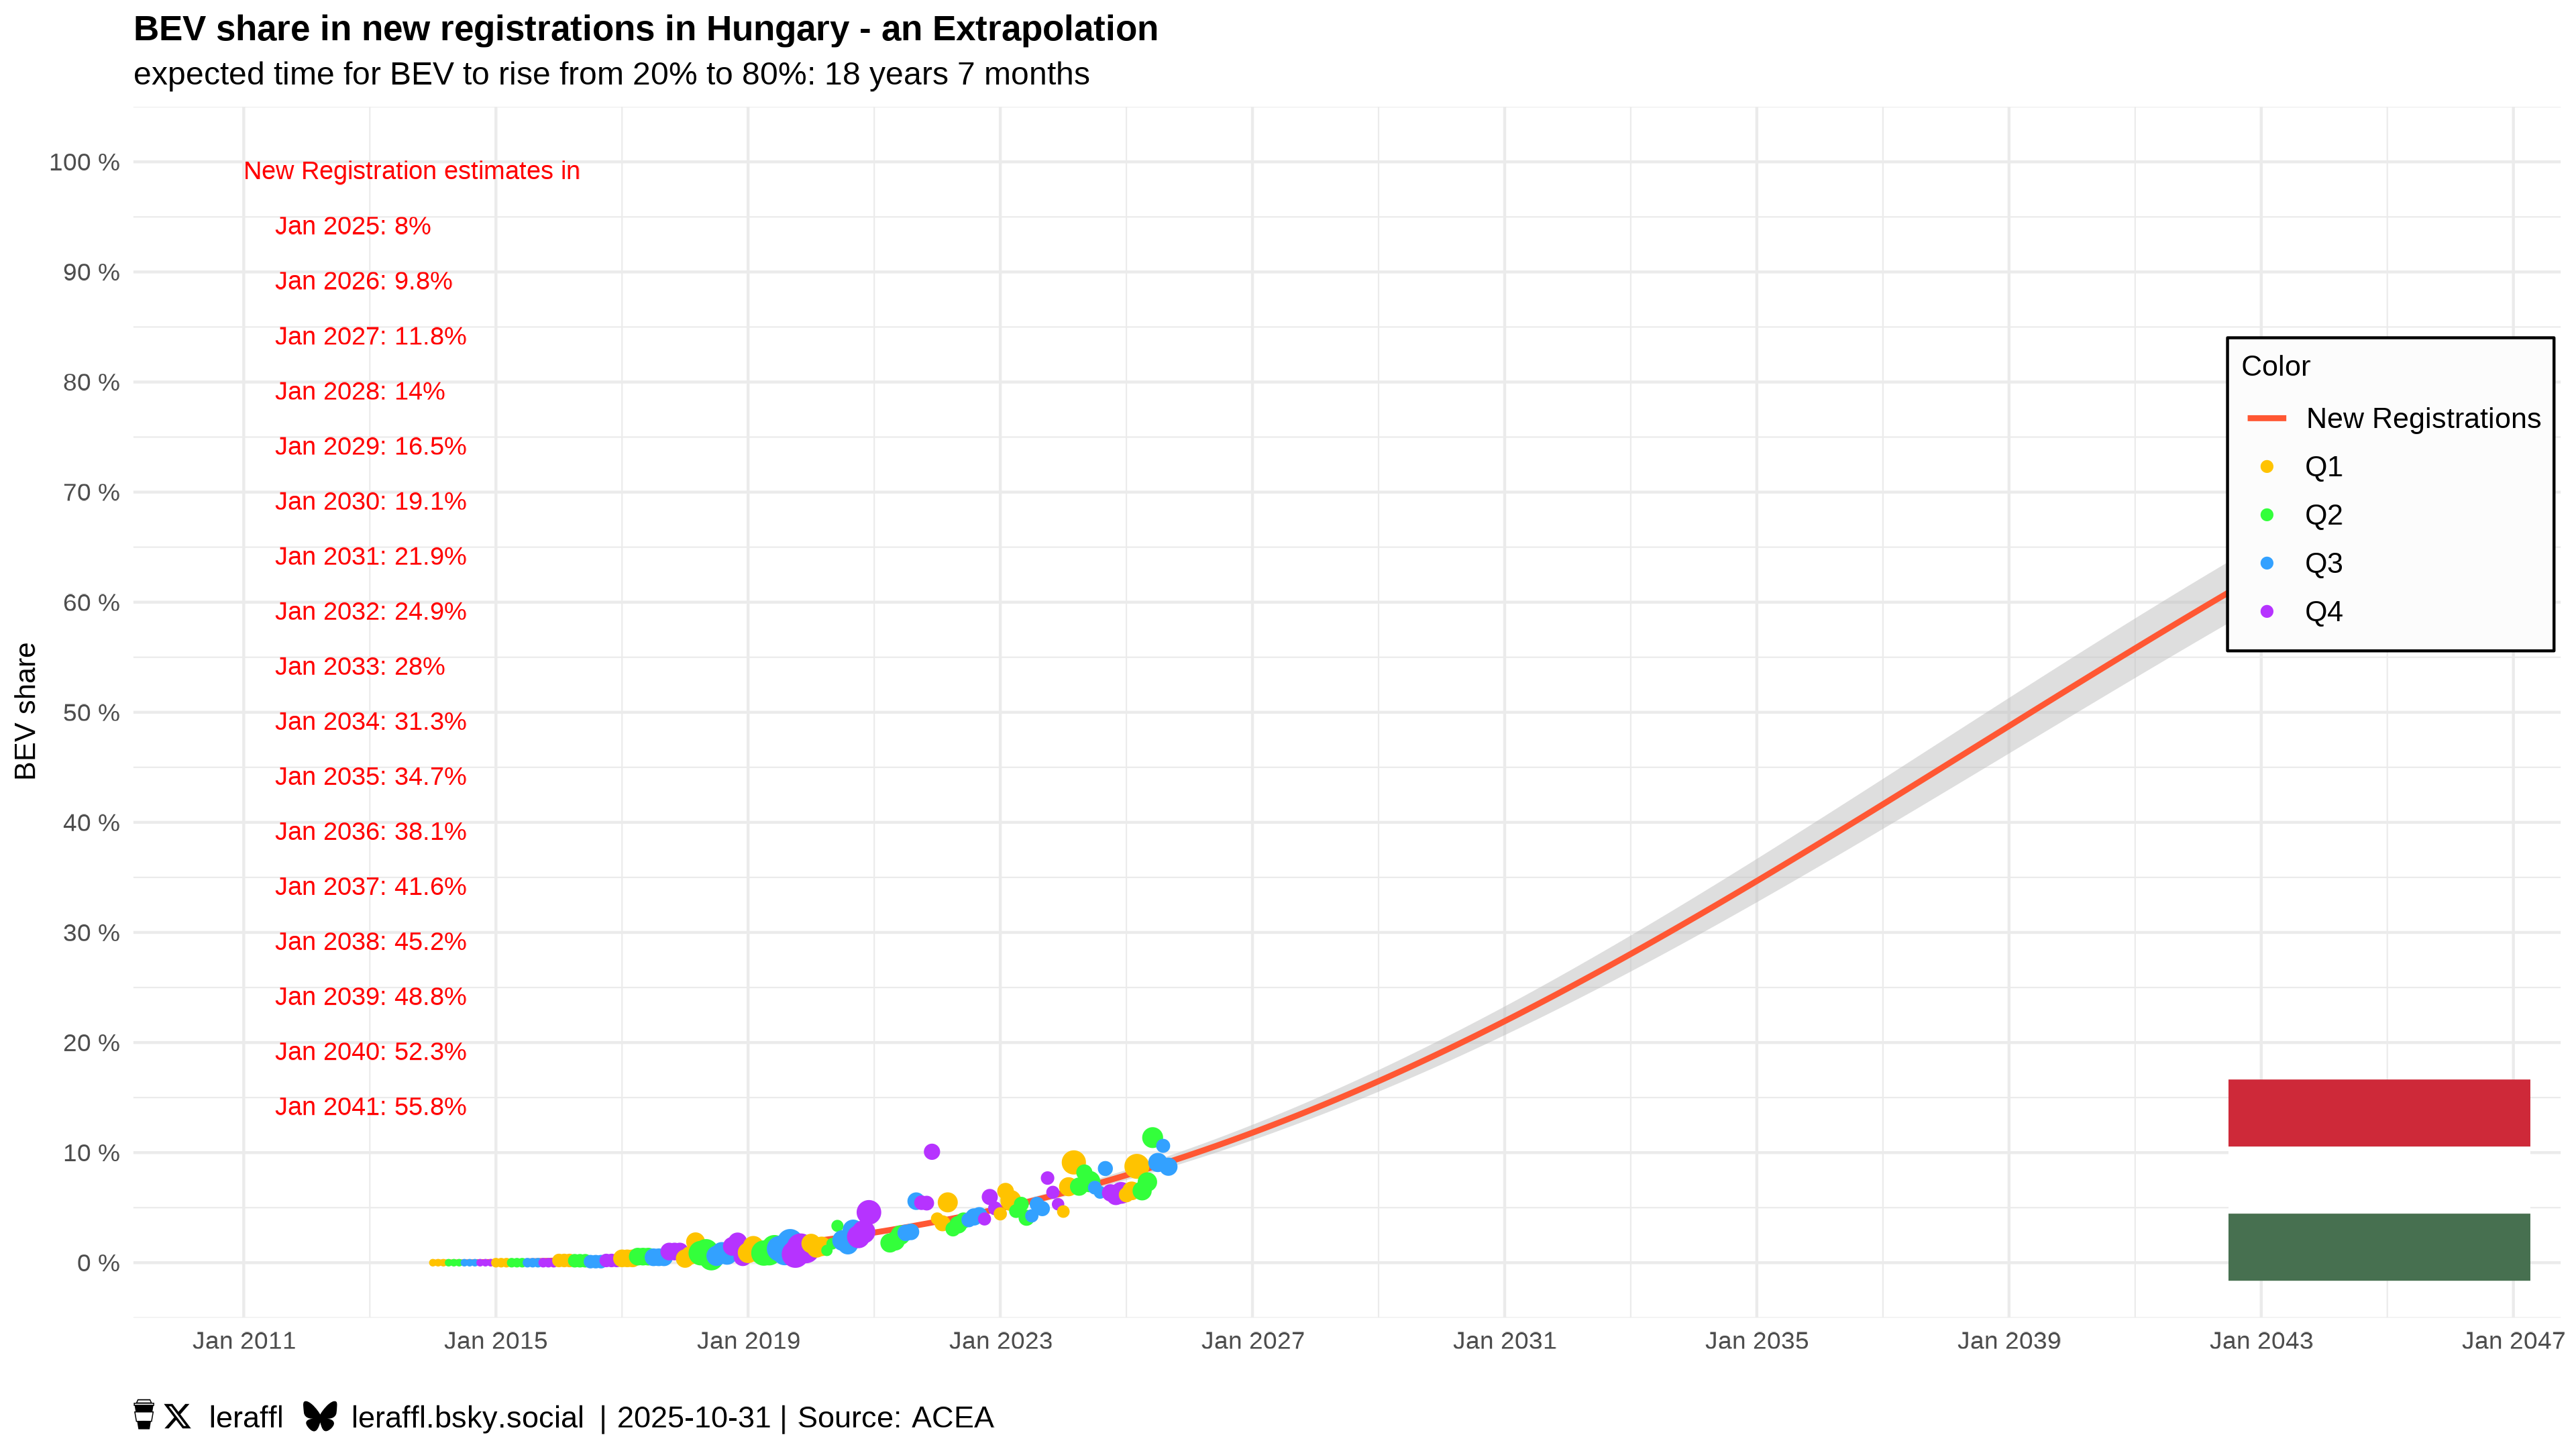 BEV share in new registrations in Hungary - an Extrapolation
expected time for BEV to rise from 20% to 80%: 18 years 7 months
BEV share
100 %
90 %
80 %
70 %
60 %
50 %
40 %
30 %
20 %
10 %
0 %
New Registration estimates in
Jan 2025: 8%
Jan 2026: 9.8%
Jan 2027: 11.8%
Jan 2028: 14%
Jan 2029: 16.5%
Jan 2030: 19.1%
Jan 2031: 21.9%
Jan 2032: 24.9%
Jan 2033: 28%
Jan 2034: 31.3%
Jan 2035: 34.7%
Jan 2036: 38.1%
Jan 2037: 41.6%
Jan 2038: 45.2%
Jan 2039: 48.8%
Jan 2040: 52.3%
Jan 2041: 55.8%
Color
New Registrations
Q1
Q2
Q3
Q4
Jan 2011 Jan 2015 Jan 2019 Jan 2023 Jan 2027 Jan 2031 Jan 2035 Jan 2039 Jan 2043 Jan 2047
leraffl leraffl.bsky.social | 2025-10-31 | Source: ACEA